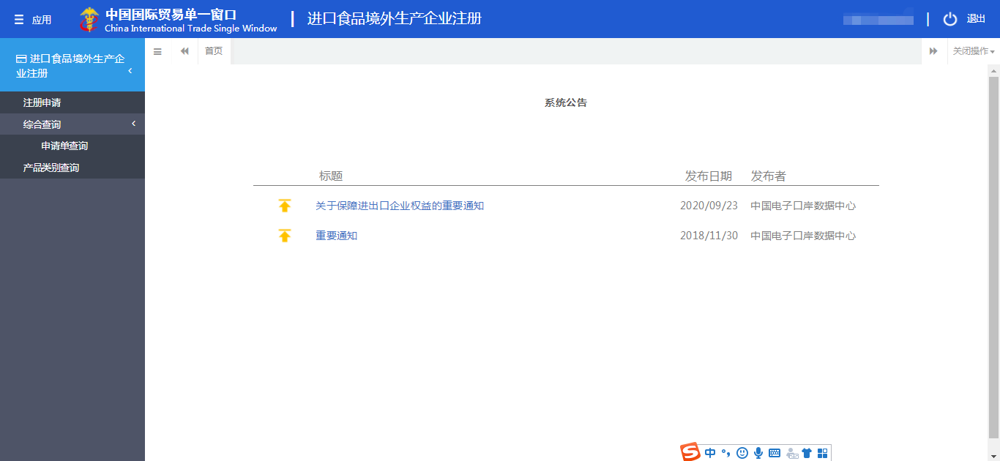 应用
中国国际贸易单一窗口
China International Trade Single Window
进口食品境外生产企业注册
退出
进口食品境外生产企
业注册
首页
关闭操作
注册申请
综合查询
申请单查询
产品类别查询
系统公告
标题 发布日期 发布者
关于保障进出口企业权益的重要通知 2020/09/23 中国电子口岸数据中心
重要通知 2018/11/30 中国电子口岸数据中心
S 中